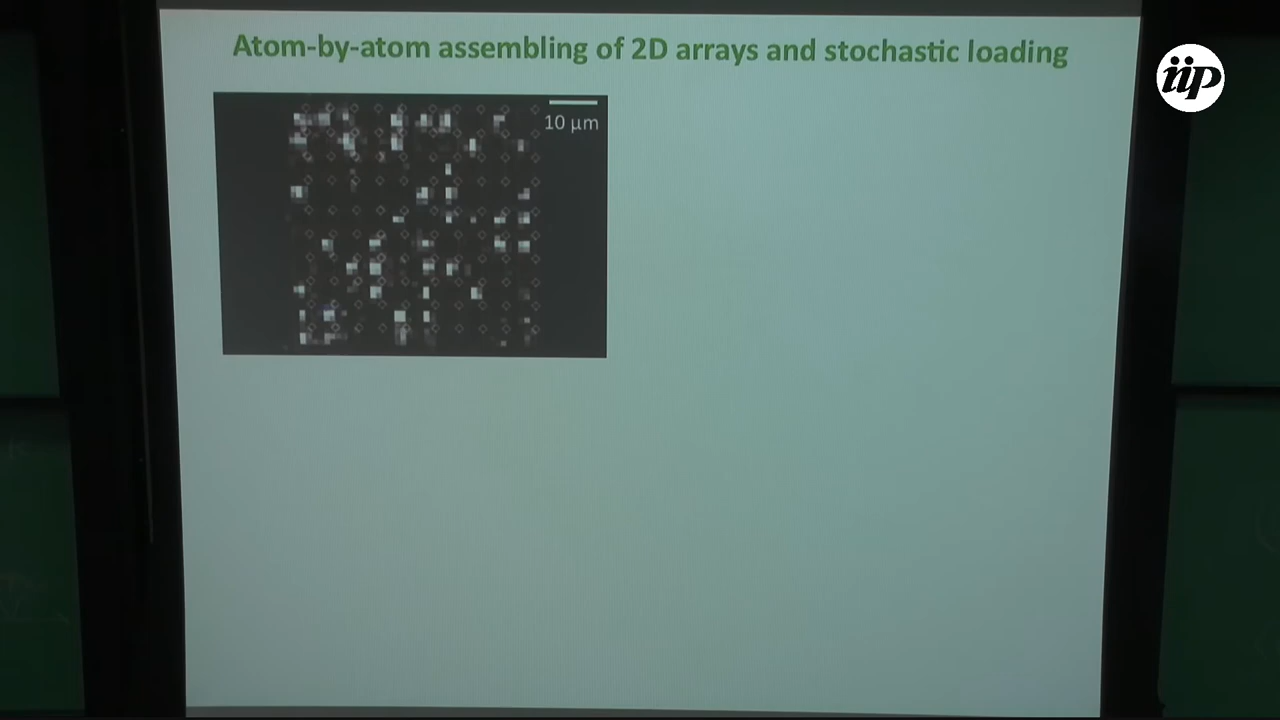 Atom-by-atom assembling of 2D arrays and stochastic loading
iip
10 µm